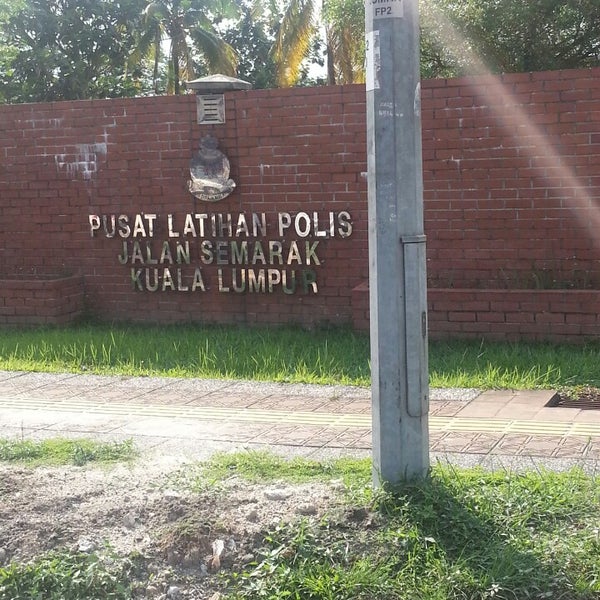 FP2
PUSAT LATIHAN POLIS
JALAN SEMARAK
KUALA LUMPUR